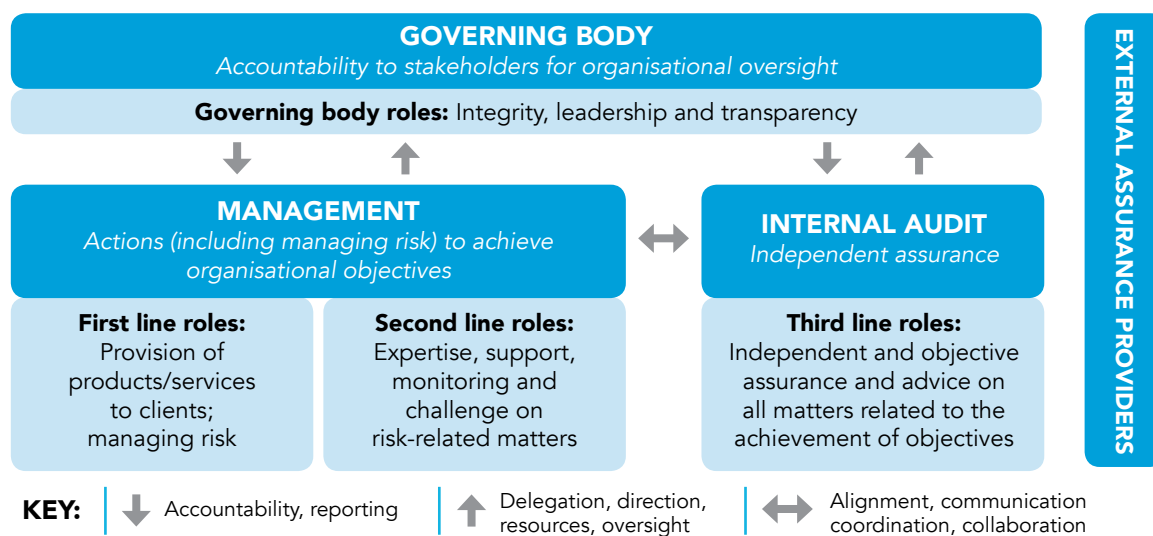 GOVERNING BODY
Accountability to stakeholders for organisational oversight
Governing body roles: Integrity, leadership and transparency
MANAGEMENT
Actions (including managing risk) to achieve
organisational objectives
First line roles:
Provision of
products/services
to clients;
managing risk
Second line roles:
Expertise, support,
monitoring and
challenge on
risk-related matters
INTERNAL AUDIT
Independent assurance
Third line roles:
Independent and objective
assurance and advice on
all matters related to the
achievement of objectives
EXTERNAL ASSURANCE PROVIDERS
KEY:
Accountability, reporting
Delegation, direction,
resources, oversight
Alignment, communication
coordination, collaboration